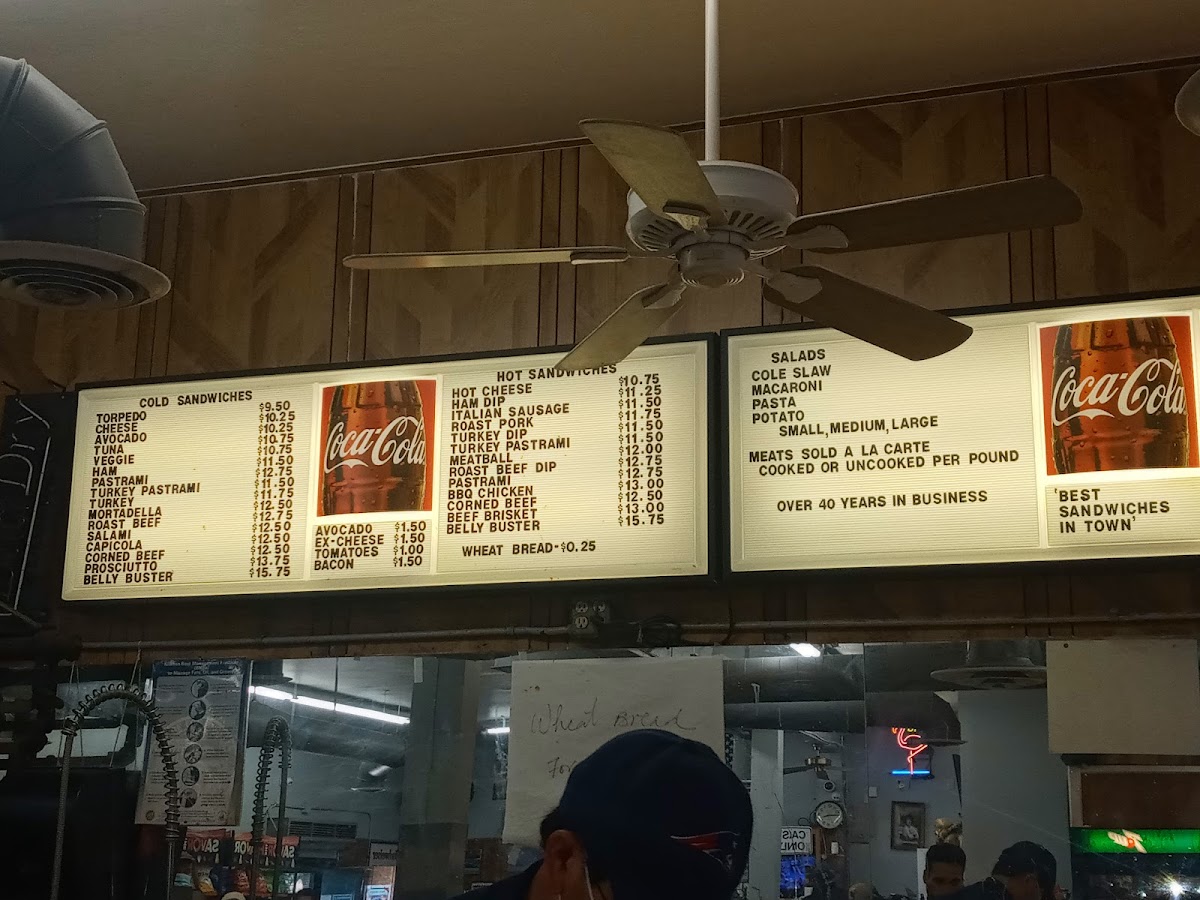 COLD SANDWICHES
TORPEDO $9.50
CHEESE $10.25
AVOCADO $10.25
TUNA $10.75
VEGGIE $10.75
HAM $11.50
PASTRAMI $12.75
TURKEY PASTRAMI $11.50
TURKEY $11.75
MORTADELLA $12.50
ROAST BEEF $12.75
SALAMI $12.50
CAPICOLA $12.50
CORNED BEEF $12.50
PROSCIUTTO $13.75
BELLY BUSTER $15.75
Coca-Cola
AVOCADO $1.50
EX-CHEESE $1.50
TOMATOES $1.00
BACON $1.50
HOT SANDWICHES
HOT CHEESE $10.75
HAM DIP $11.25
ITALIAN SAUSAGE $11.50
ROAST PORK $11.75
TURKEY DIP $11.50
TURKEY PASTRAMI $11.50
MEATBALL $12.00
ROAST BEEF DIP $12.75
PASTRAMI $12.75
BBQ CHICKEN $13.00
CORNED BEEF $12.50
BEEF BRISKET $13.00
BELLY BUSTER $15.75
WHEAT BREAD-$0.25
SALADS
COLE SLAW
MACARONI
PASTA
POTATO
SMALL, MEDIUM, LARGE
MEATS SOLD A LA CARTE
COOKED OR UNCOOKED PER POUND
OVER 40 YEARS IN BUSINESS
Coca-Cola
'BEST
SANDWICHES
IN TOWN'
Dry
Wheat Bread
For